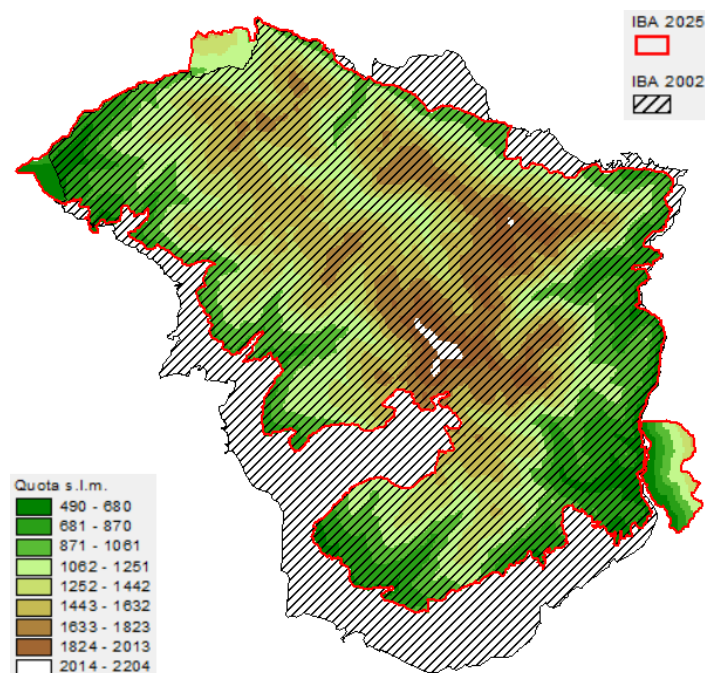 IBA 2025
IBA 2002
Quota s.l.m.
490 - 680
681 - 870
871 - 1061
1062 - 1251
1252 - 1442
1443 - 1632
1633 - 1823
1824 - 2013
2014 - 2204